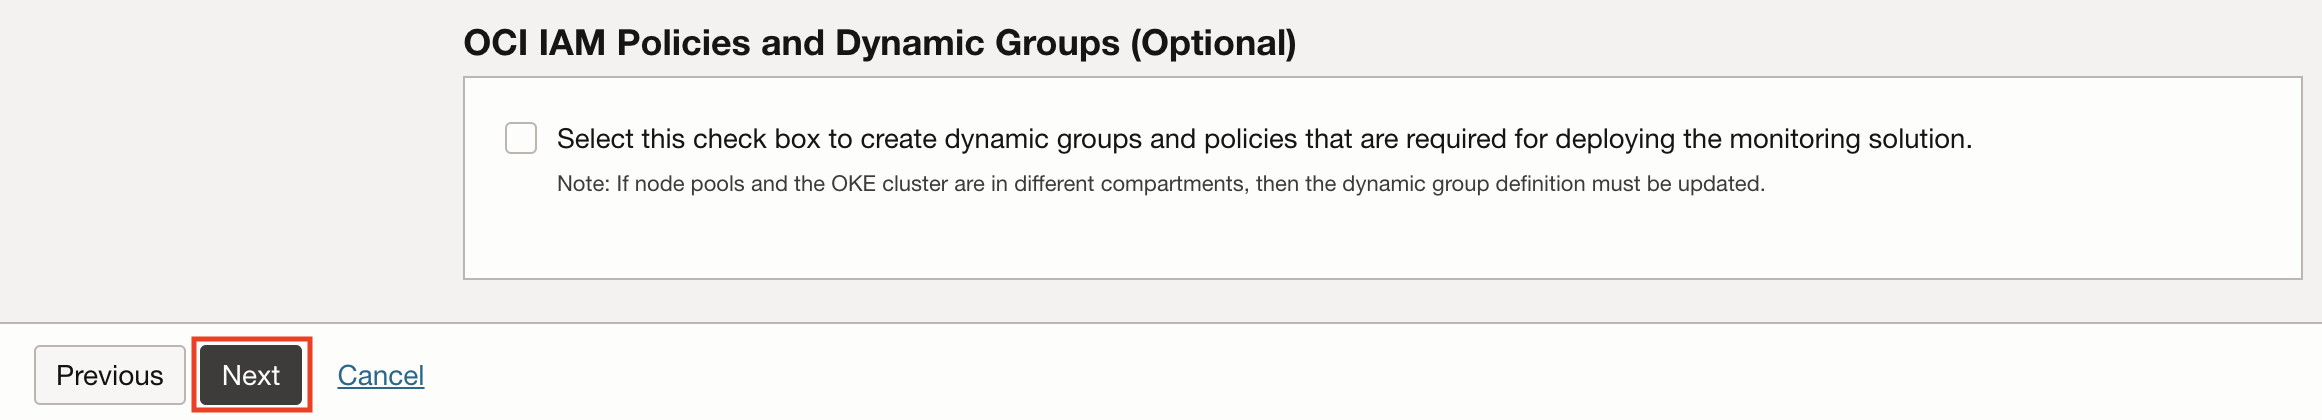 OCI IAM Policies and Dynamic Groups (Optional)
Select this check box to create dynamic groups and policies that are required for deploying the monitoring solution.
Note: If node pools and the OKE cluster are in different compartments, then the dynamic group definition must be updated.
Previous Next Cancel